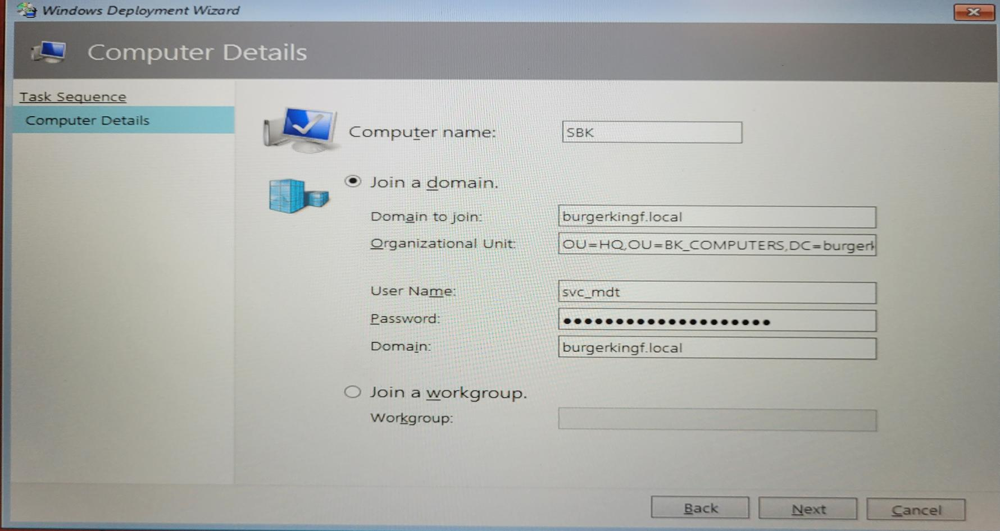 Windows Deployment Wizard
Computer Details
Task Sequence
Computer Details
Computer name: SBK
Join a domain.
Domain to join: burgerkingf.local
Organizational Unit: OU=HQ,OU=BK_COMPUTERS,DC=burgerk
User Name: svc_mdt
Password: ●●●●●●●●●●●●●●●●●●●●
Domain: burgerkingf.local
Join a workgroup.
Workgroup:
Back Next Cancel